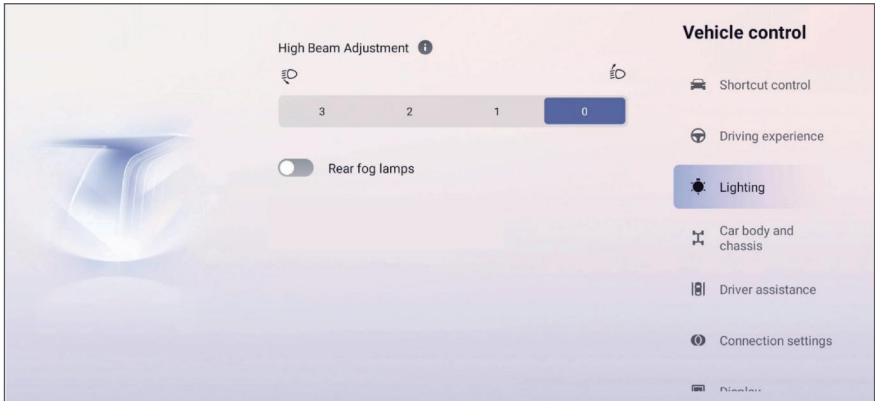 High Beam Adjustment
3 2 1 0
Rear fog lamps
Vehicle control
Shortcut control
Driving experience
Lighting
Car body and
chassis
Driver assistance
Connection settings
Display